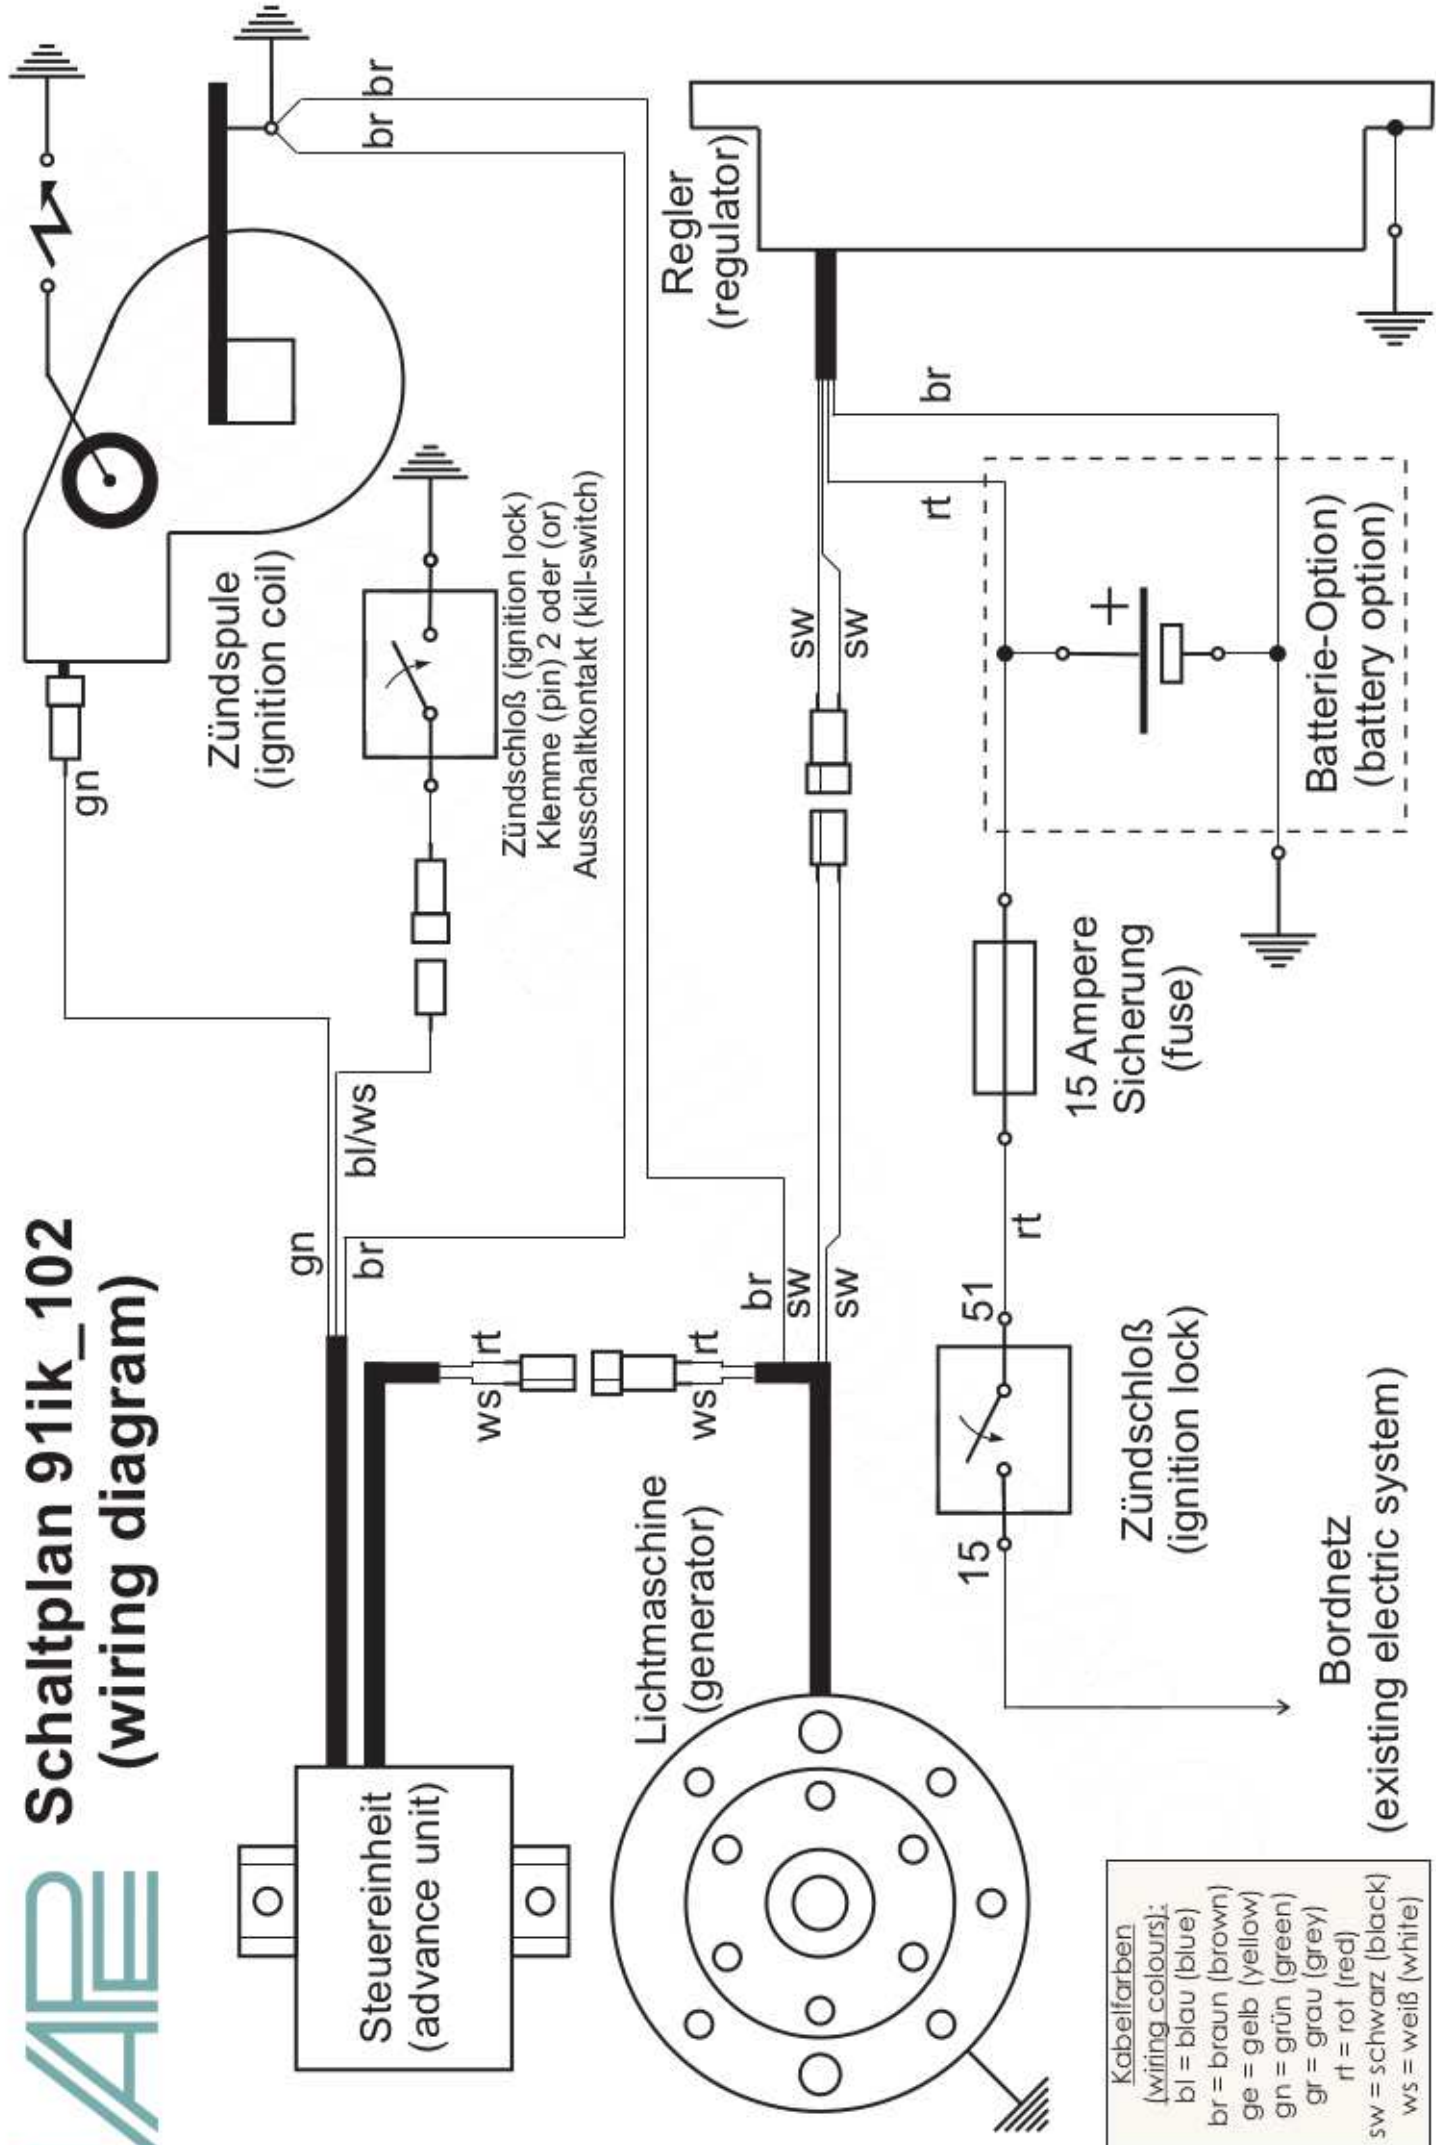 APE
Schaltplan 91ik_102
(wiring diagram)
Steuereinheit
(advance unit)
gn
bl/ws
br
gn
Zündspule
(ignition coil)
br
br
Zündschloß (ignition lock)
Klemme (pin) 2 oder (or)
Ausschaltkontakt (kill-switch)
ws
rt
ws
rt
Lichtmaschine
(generator)
br
sw
sw
sw
sw
Regler
(regulator)
br
rt
15
51
rt
Zündschloß
(ignition lock)
15 Ampere
Sicherung
(fuse)
+
Batterie-Option)
(battery option)
Bordnetz
(existing electric system)
Kabelfarben
(wiring colours):
bl = blau (blue)
br = braun (brown)
ge = gelb (yellow)
gn = grün (green)
gr = grau (grey)
rt = rot (red)
sw = schwarz (black)
ws = weiß (white)